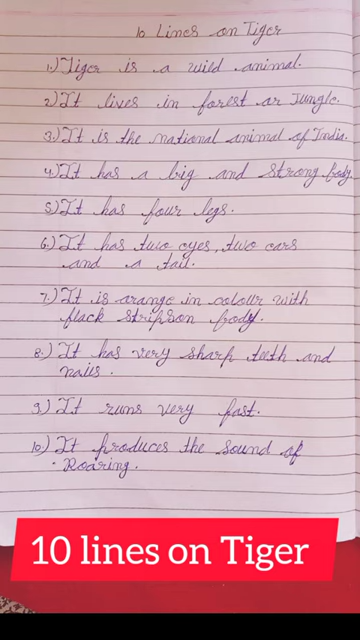 10 Lines on Tiger
1.) Tiger is a wild animal.
2.) It lives in forest or Jungle.
3.) It is the national animal of India.
4.) It has a big and strong body.
5.) It has four legs.
6.) It has two eyes, two ears
and a tail.
7.) It is orange in colour with
black strips on body.
8.) It has very sharp teeth and
nails.
9.) It runs very fast.
10.) It produces the sound of
Roaring.
10 lines on Tiger